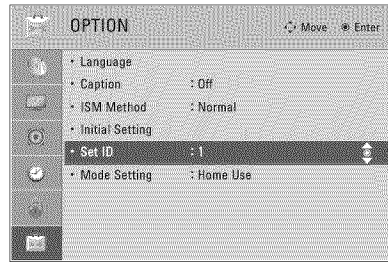 OPTION
Move Enter
• Language
• Caption : Off
• ISM Method : Normal
• Initial Setting
• Set ID : 1
• Mode Setting : Home Use